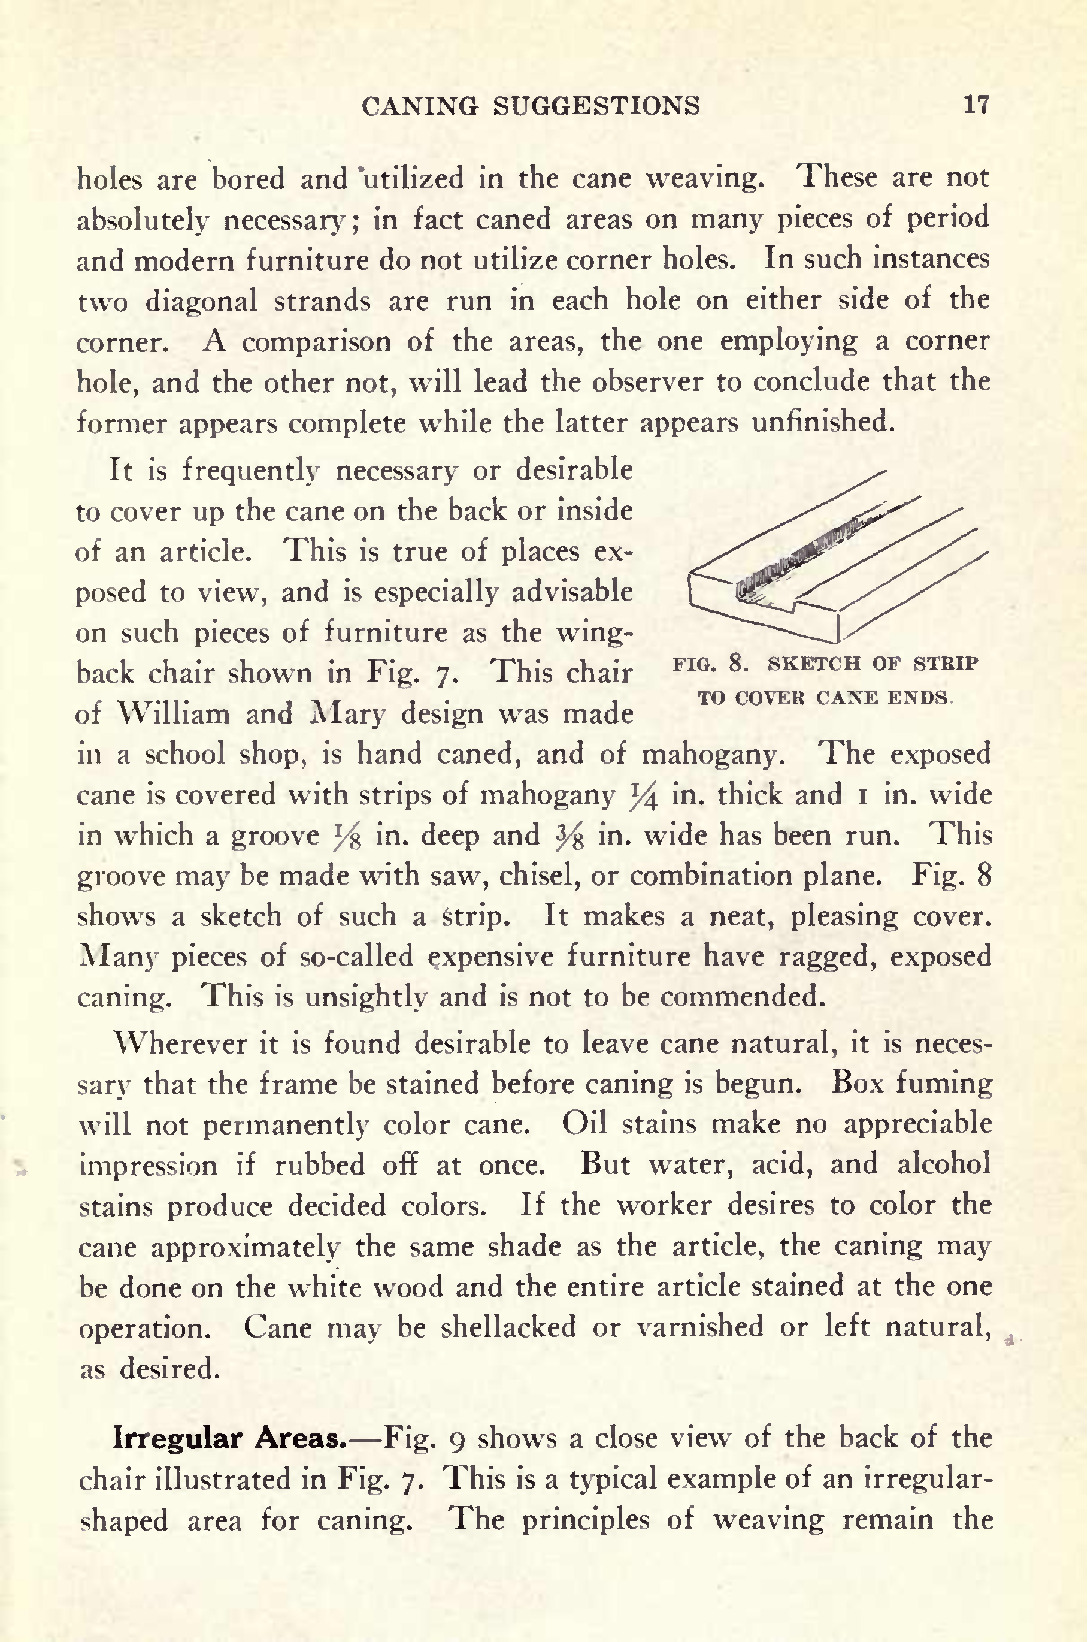 CANING SUGGESTIONS 17
holes are bored and utilized in the cane weaving. These are not
absolutely necessary; in fact caned areas on many pieces of period
and modern furniture do not utilize corner holes. In such instances
two diagonal strands are run in each hole on either side of the
corner. A comparison of the areas, the one employing a corner
hole, and the other not, will lead the observer to conclude that the
former appears complete while the latter appears unfinished.
It is frequently necessary or desirable
to cover up the cane on the back or inside
of an article. This is true of places ex-
posed to view, and is especially advisable
on such pieces of furniture as the wing-
back chair shown in Fig. 7. This chair
of William and Mary design was made
FIG. 8. SKETCH OF STRIP
TO COVER CANE ENDS.
in a school shop, is hand caned, and of mahogany. The exposed
cane is covered with strips of mahogany ¼ in. thick and 1 in. wide
in which a groove ⅛ in. deep and ⅜ in. wide has been run. This
groove may be made with saw, chisel, or combination plane. Fig. 8
shows a sketch of such a strip. It makes a neat, pleasing cover.
Many pieces of so-called expensive furniture have ragged, exposed
caning. This is unsightly and is not to be commended.
Wherever it is found desirable to leave cane natural, it is neces-
sary that the frame be stained before caning is begun. Box fuming
will not permanently color cane. Oil stains make no appreciable
impression if rubbed off at once. But water, acid, and alcohol
stains produce decided colors. If the worker desires to color the
cane approximately the same shade as the article, the caning may
be done on the white wood and the entire article stained at the one
operation. Cane may be shellacked or varnished or left natural,
as desired.
Irregular Areas.—Fig. 9 shows a close view of the back of the
chair illustrated in Fig. 7. This is a typical example of an irregular-
shaped area for caning. The principles of weaving remain the